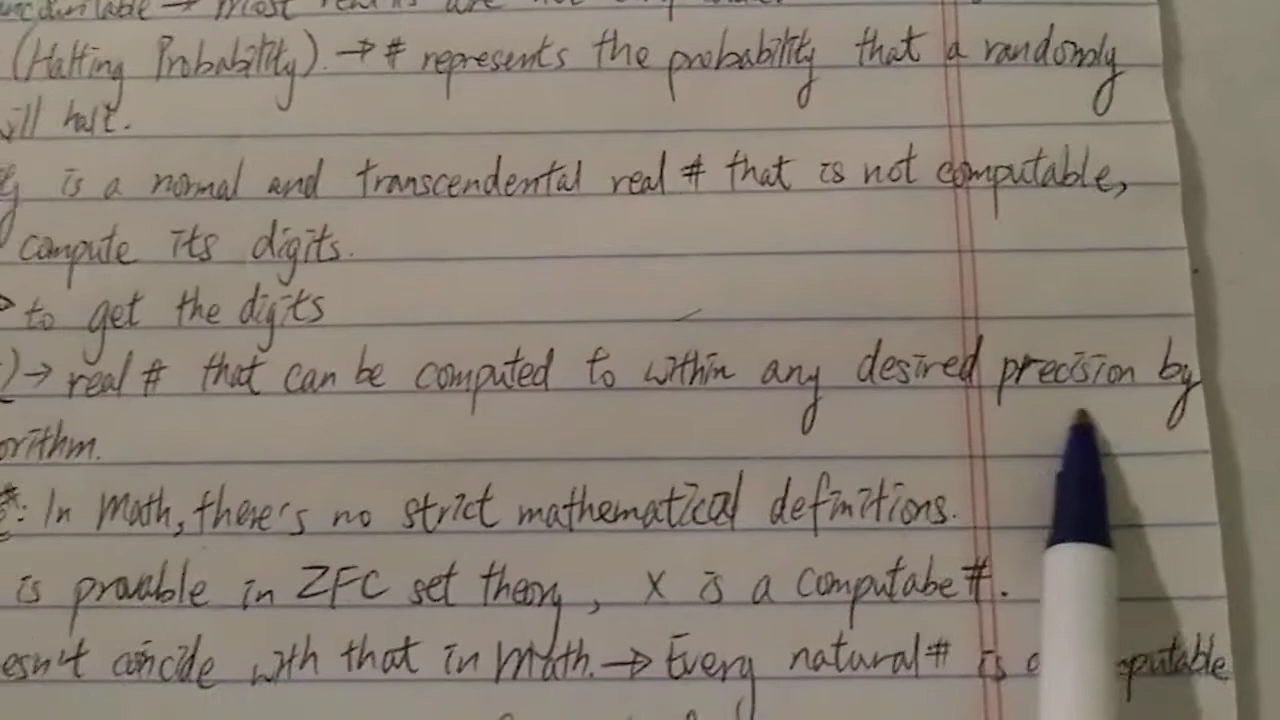 most
(Halting Probability). → # represents the probability that a randomly
will halt.
is a normal and transcendental real # that is not computable,
compute its digits.
to get the digits
) → real # that can be computed to within any desired precision by
orithm.
: In math, there's no strict mathematical definitions.
is provable in ZFC set theory, X is a computabe #.
esn't coincide with that in math. → Every natural # is putable